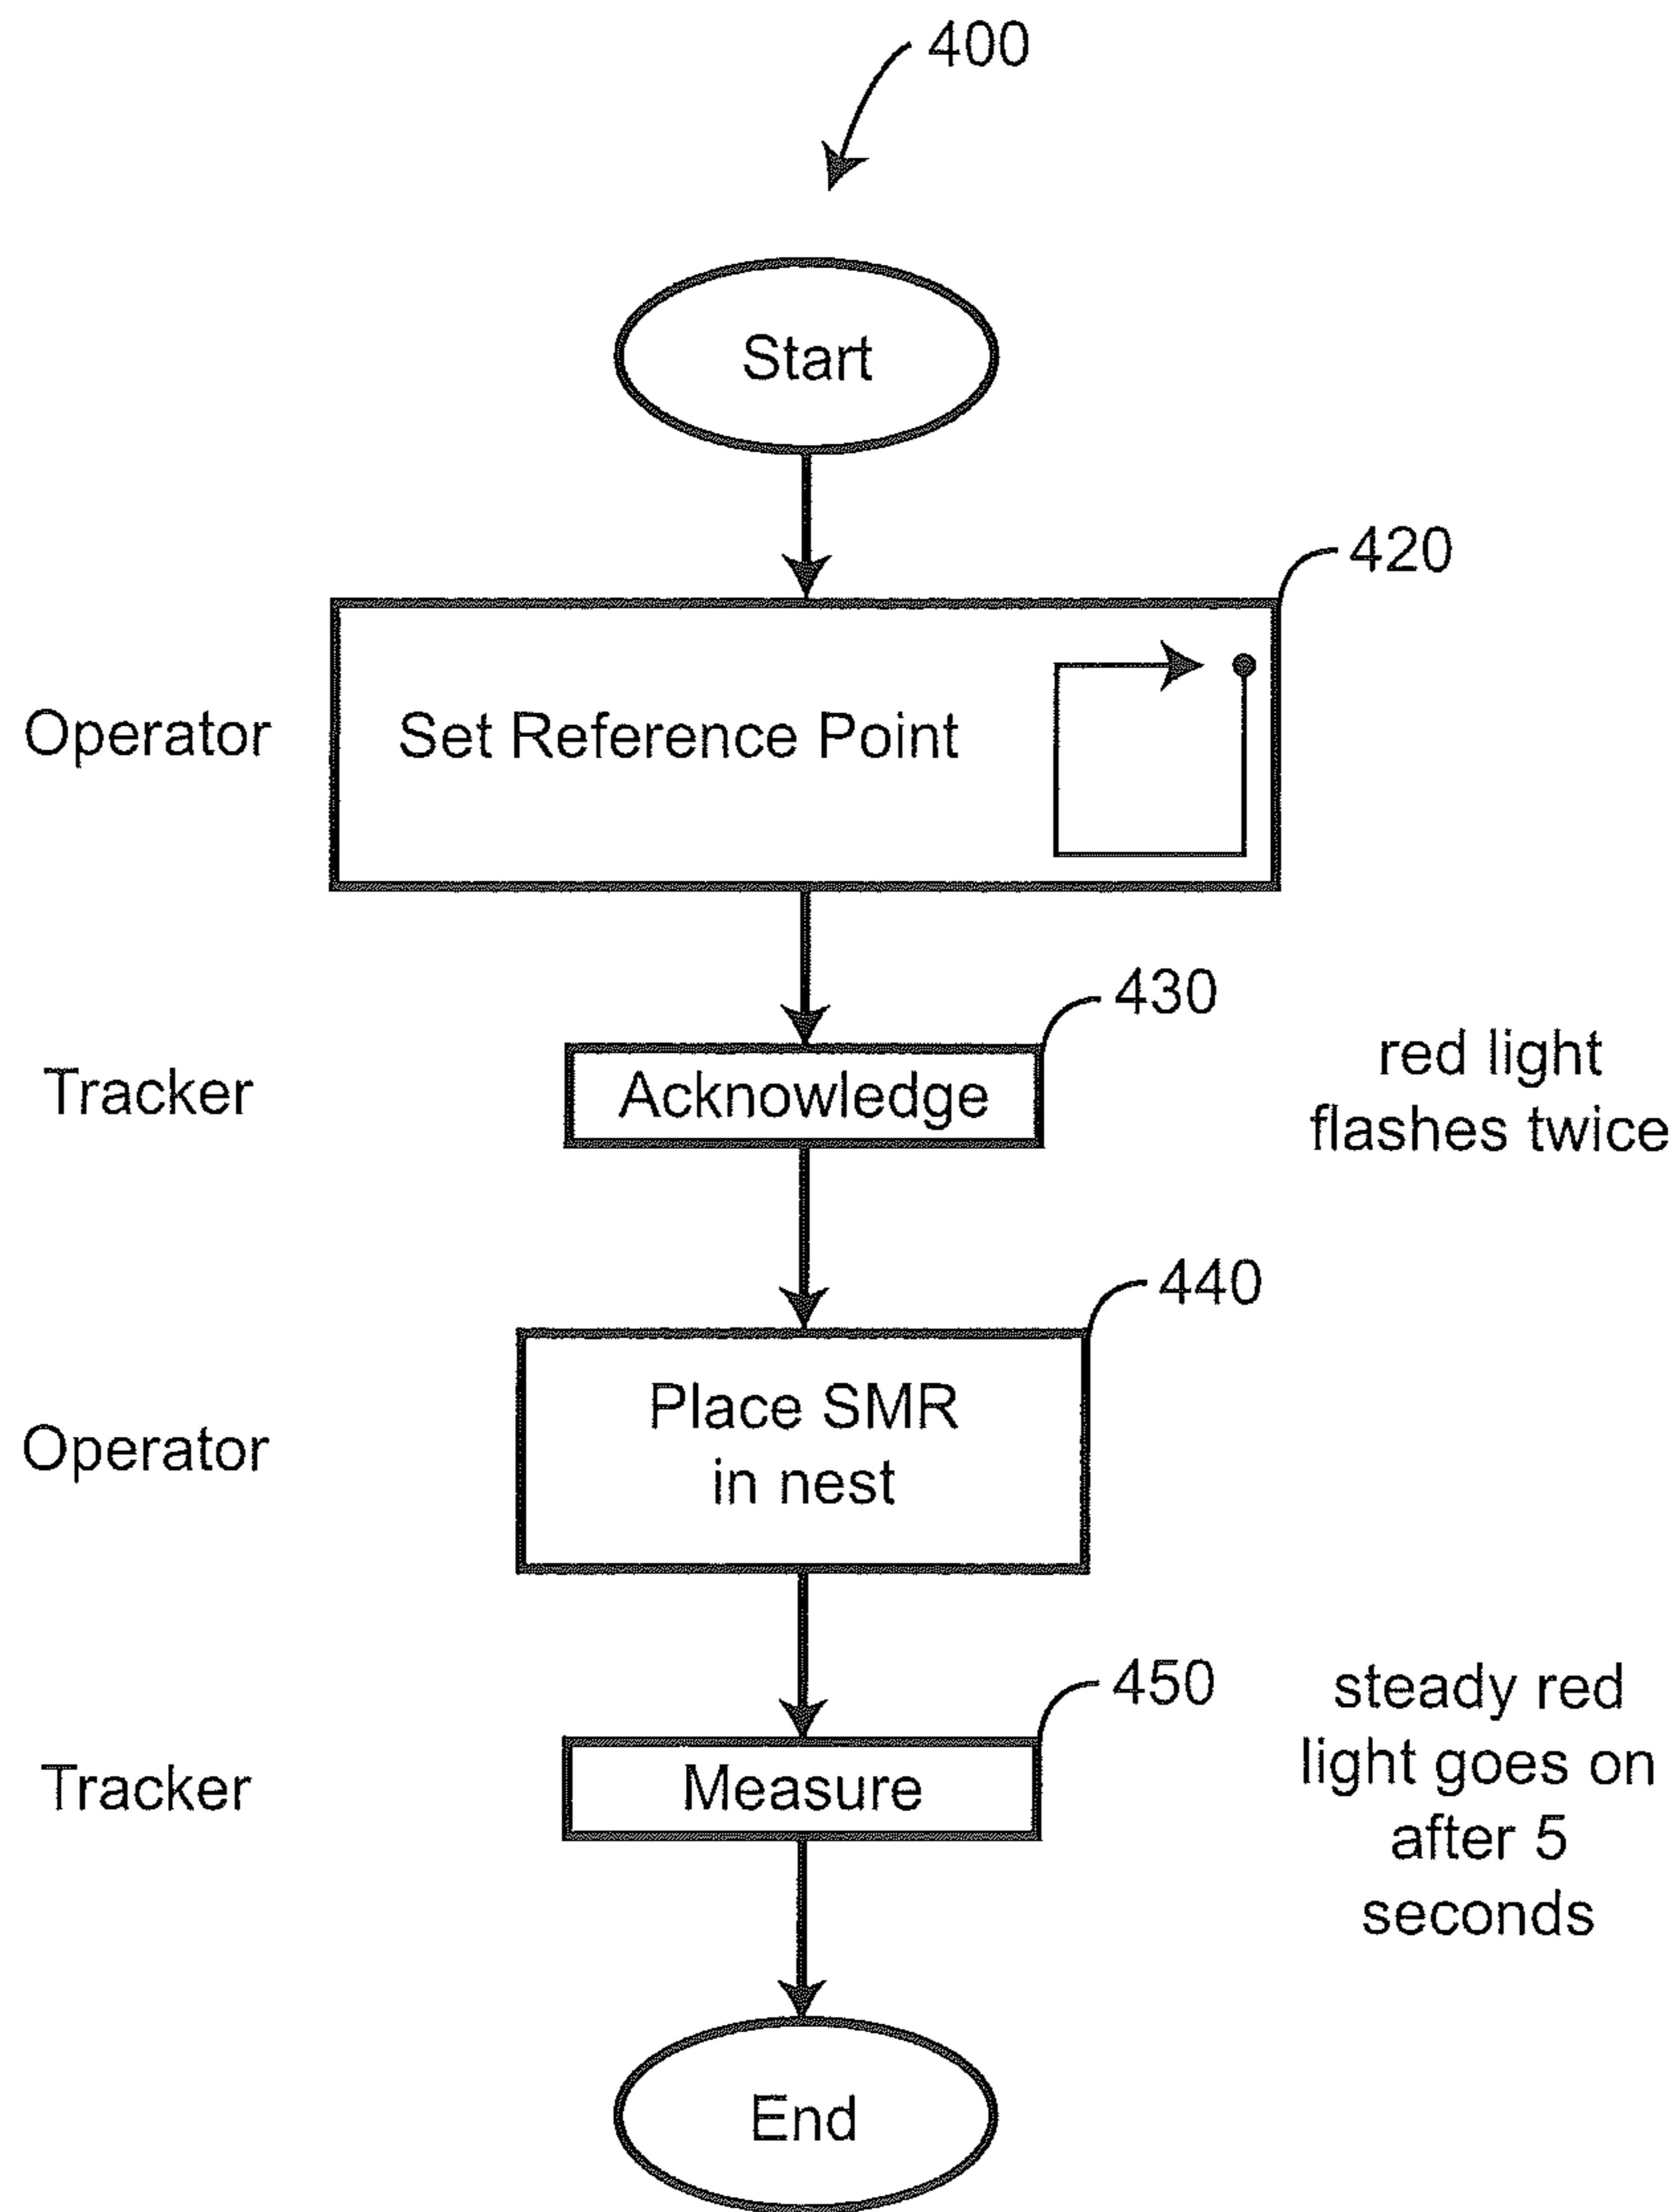 400
Start
420
Operator
Set Reference Point
430
Tracker
Acknowledge
red light
flashes twice
440
Operator
Place SMR
in nest
450
Tracker
Measure
steady red
light goes on
after 5
seconds
End